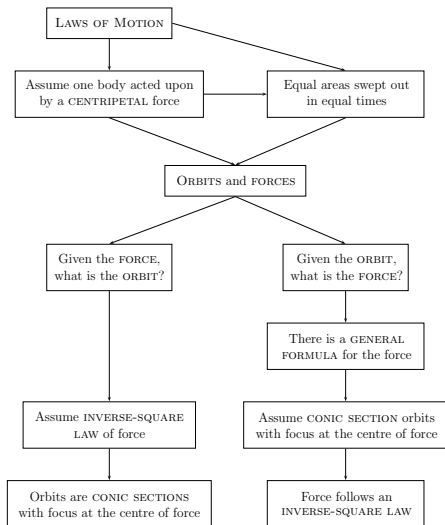 LAWS OF MOTION
Assume one body acted upon
by a CENTRIPETAL force
Equal areas swept out
in equal times
ORBITS and FORCES
Given the FORCE,
what is the ORBIT?
Given the ORBIT,
what is the FORCE?
There is a GENERAL
FORMULA for the force
Assume INVERSE-SQUARE
LAW of force
Assume CONIC SECTION orbits
with focus at the centre of force
Orbits are CONIC SECTIONS
with focus at the centre of force
Force follows an
INVERSE-SQUARE LAW